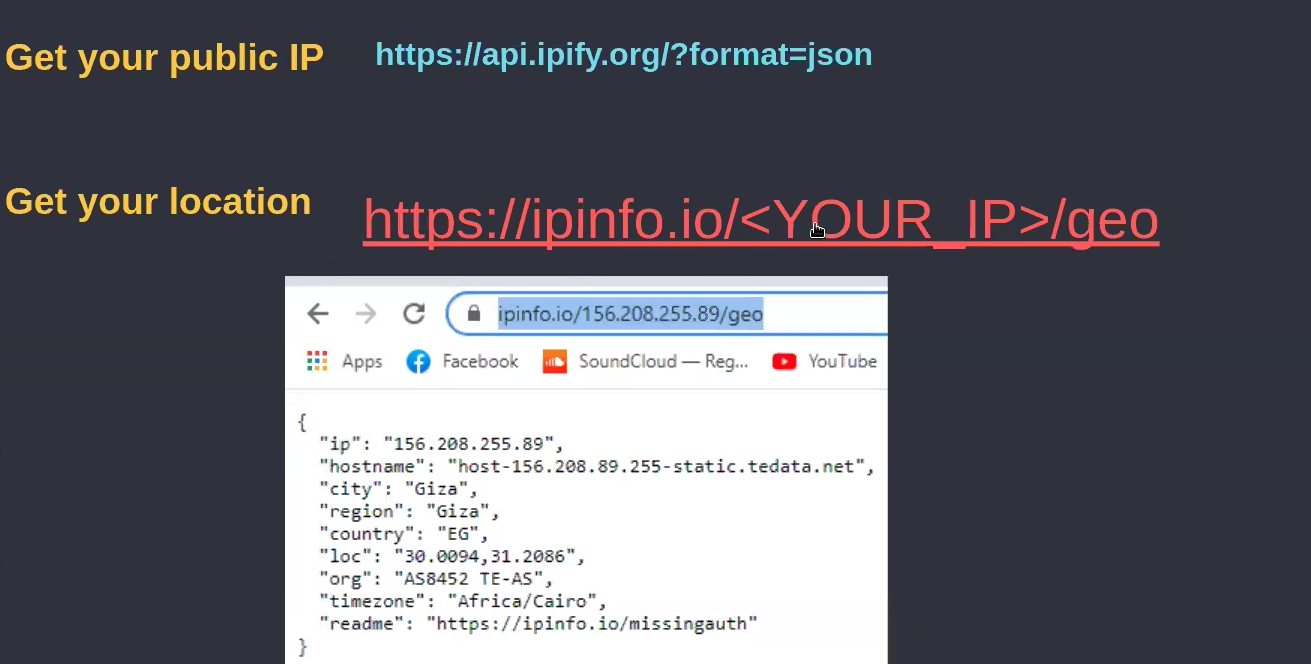 Get your public IP https://api.ipify.org/?format=json
Get your location https://ipinfo.io/<YOUR_IP>/geo
ipinfo.io/156.208.255.89/geo
Apps Facebook SoundCloud — Reg... YouTube
{
"ip": "156.208.255.89",
"hostname": "host-156.208.89.255-static.tedata.net",
"city": "Giza",
"region": "Giza",
"country": "EG",
"loc": "30.0094,31.2086",
"org": "AS8452 TE-AS",
"timezone": "Africa/Cairo",
"readme": "https://ipinfo.io/missingauth"
}